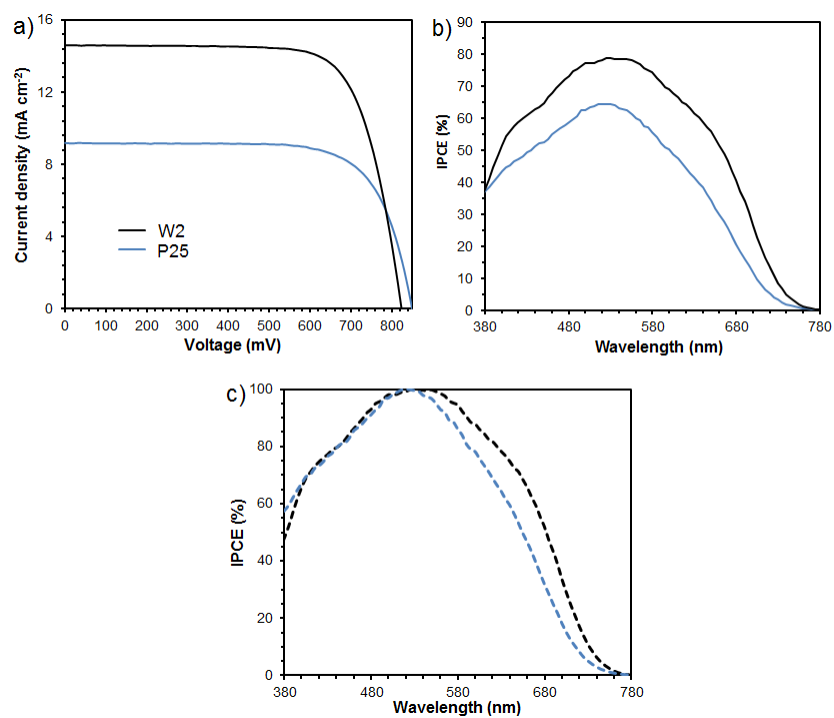 a)
16
12
8
4
0
Current density (mA cm-2)
W2
P25
0 100 200 300 400 500 600 700 800
Voltage (mV)
b)
90
80
70
60
50
40
30
20
10
0
IPCE (%)
380 480 580 680 780
Wavelength (nm)
c)
100
80
60
40
20
0
IPCE (%)
380 480 580 680 780
Wavelength (nm)